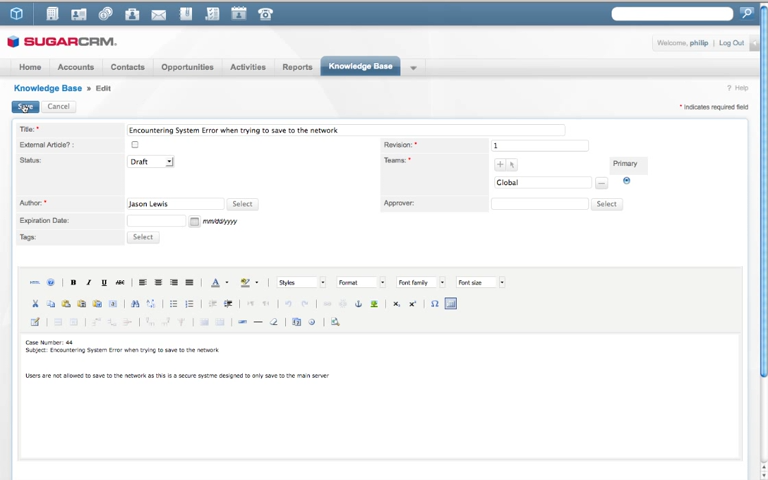 SUGARCRM.
Welcome, philip | Log Out
Home Accounts Contacts Opportunities Activities Reports Knowledge Base
Knowledge Base » Edit
? Help
Save Cancel
* Indicates required field
Title: * Encountering System Error when trying to save to the network
External Article? :
Revision: * 1
Status: Draft
Teams: *
Primary
Global
Author: * Jason Lewis Select
Approver: Select
Expiration Date: mm/dd/yyyy
Tags: Select
HTML B I U ABC A Styles Format Font family Font size
Case Number: 44
Subject: Encountering System Error when trying to save to the network
Users are not allowed to save to the network as this is a secure systme designed to only save to the main server